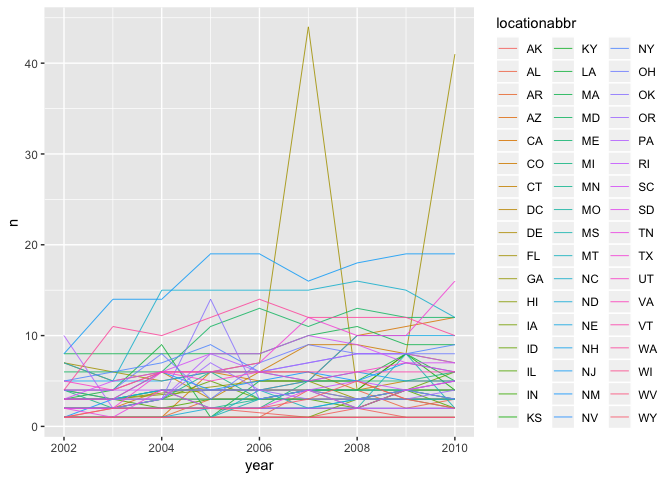 locationabbr
AK KY NY
AL LA OH
AR MA OK
AZ MD OR
CA ME PA
CO MI RI
CT MN SC
DC MO SD
DE MS TN
FL MT TX
GA NC UT
HI ND VA
IA NE VT
ID NH WA
IL NJ WI
IN NM WV
KS NV WY
n
40
30
20
10
0
2002 2004 2006 2008 2010
year